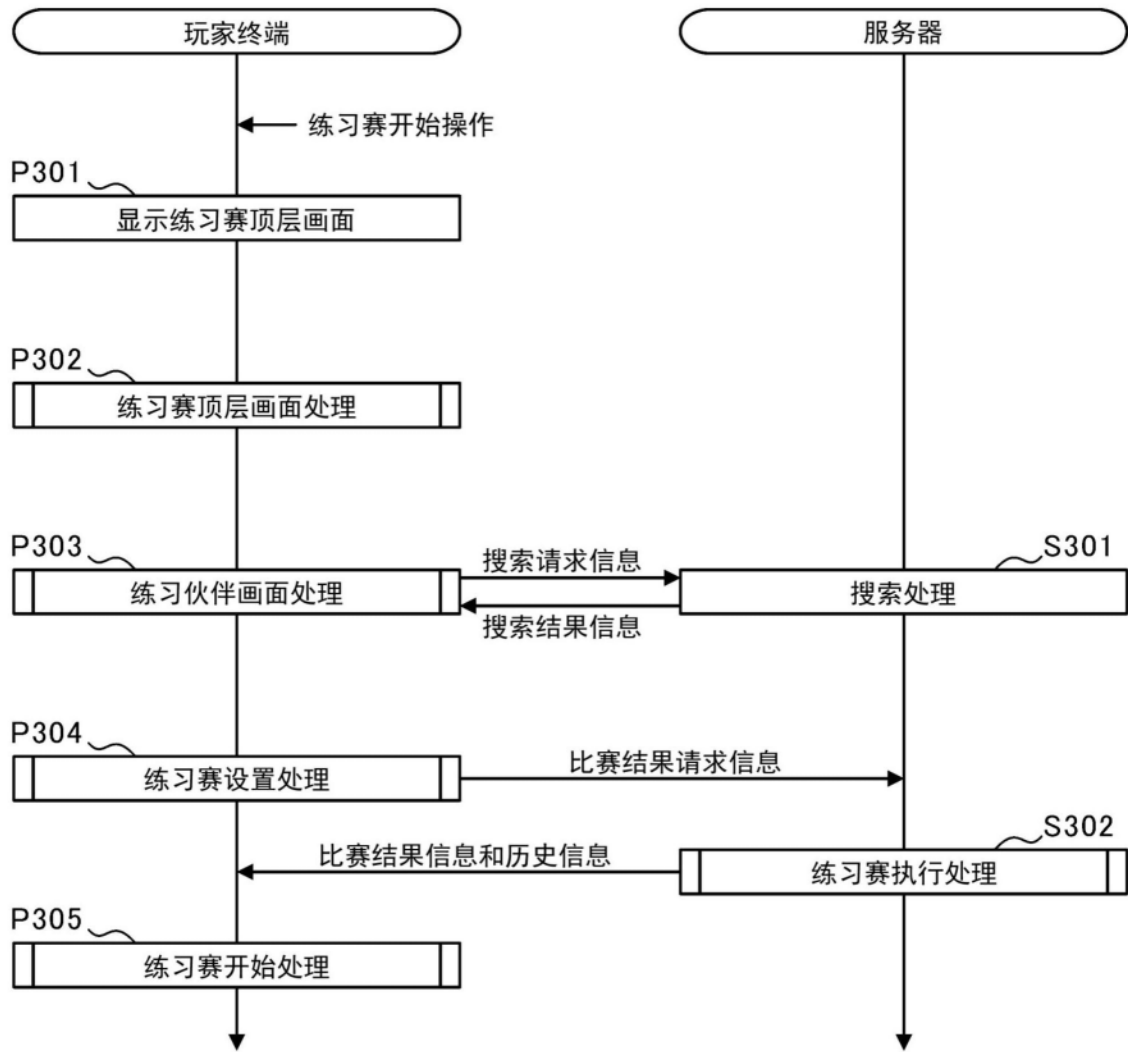 玩家终端
服务器
练习赛开始操作
P301
显示练习赛顶层画面
P302
练习赛顶层画面处理
P303
练习伙伴画面处理
搜索请求信息
搜索结果信息
S301
搜索处理
P304
练习赛设置处理
比赛结果请求信息
S302
比赛结果信息和历史信息
练习赛执行处理
P305
练习赛开始处理